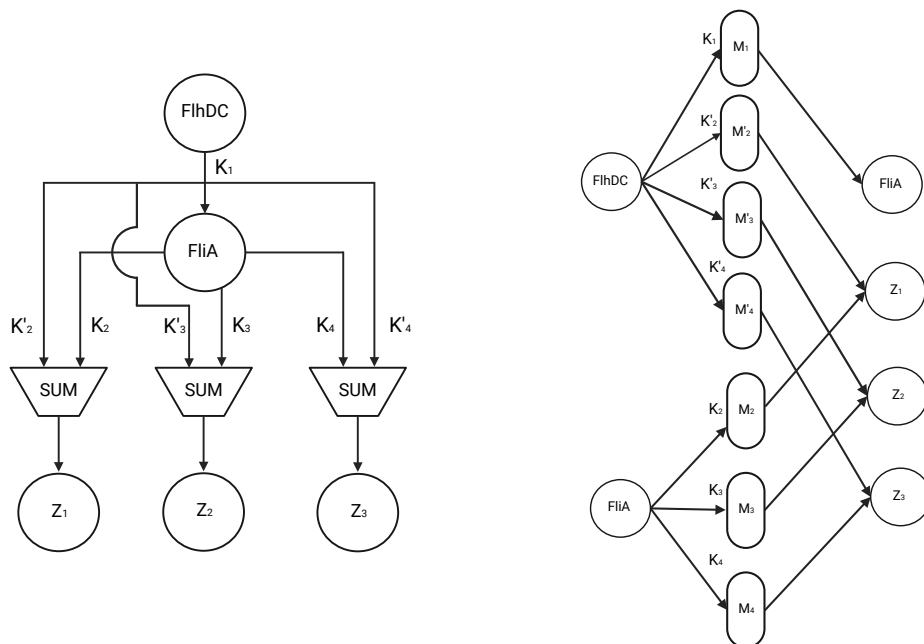 FlhDC
K₁
FliA
K'₂
K₂
K'₃
K₃
K₄
K'₄
SUM
SUM
SUM
Z₁
Z₂
Z₃
K₁
M₁
K'₂
M'₂
FlhDC
K'₃
M'₃
FliA
K'₄
M'₄
Z₁
K₂
M₂
Z₂
K₃
M₃
FliA
Z₃
K₄
M₄